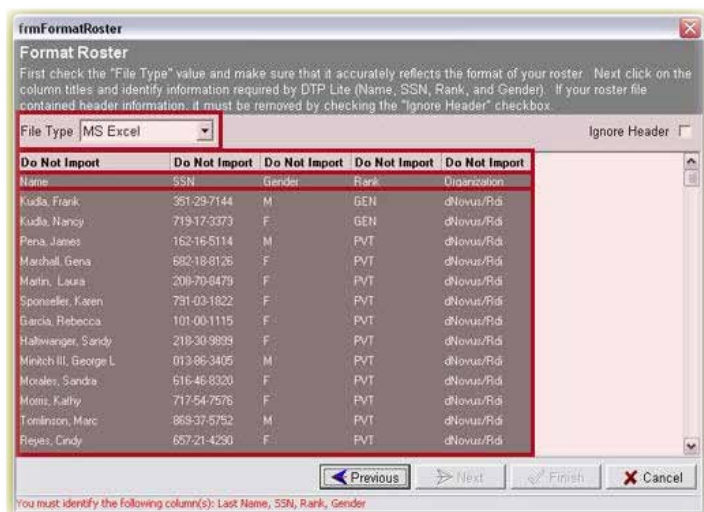 frmFormatRoster
Format Roster
First check the "File Type" value and make sure that it accurately reflects the format of your roster. Next click on the
column titles and identify information required by DTP Lite (Name, SSN, Rank, and Gender). If your roster file
contained header information, it must be removed by checking the "Ignore Header" checkbox.
File Type MS Excel Ignore Header
Do Not Import Do Not Import Do Not Import Do Not Import Do Not Import
Name SSN Gender Rank Organization
Kudla, Frank 351-29-7144 M GEN dNovus/Rdi
Kudla, Nancy 719-17-3373 F GEN dNovus/Rdi
Pena, James 162-16-5114 M PVT dNovus/Rdi
Marshall, Gena 682-18-8126 F PVT dNovus/Rdi
Martin, Laura 208-70-8479 F PVT dNovus/Rdi
Sponseller, Karen 791-03-1822 F PVT dNovus/Rdi
Garcia, Rebecca 101-00-1115 F PVT dNovus/Rdi
Haltiwanger, Sandy 218-30-9899 F PVT dNovus/Rdi
Minitch III, George L 013-86-3405 M PVT dNovus/Rdi
Morales, Sandra 616-46-8320 F PVT dNovus/Rdi
Morris, Kathy 717-54-7576 F PVT dNovus/Rdi
Tomlinson, Marc 869-37-5752 M PVT dNovus/Rdi
Reyes, Cindy 657-21-4290 F PVT dNovus/Rdi
Previous Next Finish Cancel
You must identify the following column(s): Last Name, SSN, Rank, Gender